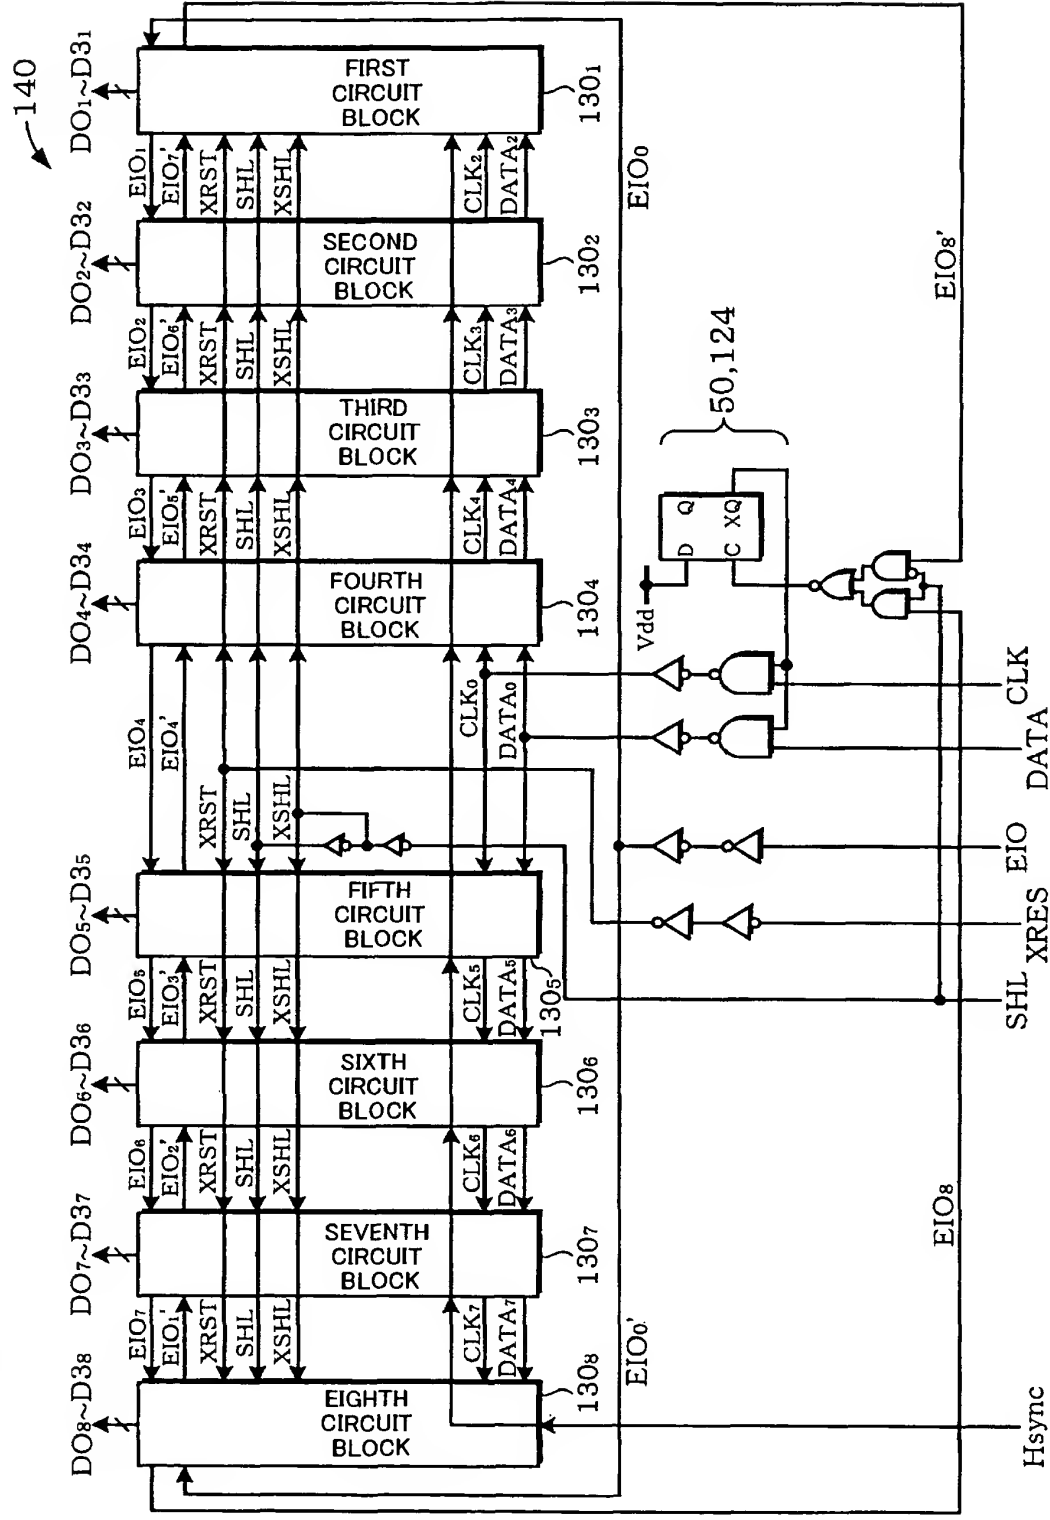 140
DO1~D31
DO2~D32
DO3~D33
DO4~D34
DO5~D35
DO6~D36
DO7~D37
DO8~D38
FIRST
CIRCUIT
BLOCK
1301
EIO1
EIO7'
XRST
SHL
XSHL
CLK2
DATA2
SECOND
CIRCUIT
BLOCK
1302
EIO2
EIO6'
XRST
SHL
XSHL
CLK3
DATA3
THIRD
CIRCUIT
BLOCK
1303
EIO3
EIO5'
XRST
SHL
XSHL
CLK4
DATA4
FOURTH
CIRCUIT
BLOCK
1304
EIO4
EIO4'
XRST
SHL
XSHL
CLK0
DATA0
FIFTH
CIRCUIT
BLOCK
1305
EIO5
EIO3'
XRST
SHL
XSHL
CLK5
DATA5
SIXTH
CIRCUIT
BLOCK
1306
EIO6
EIO2'
XRST
SHL
XSHL
CLK6
DATA6
SEVENTH
CIRCUIT
BLOCK
1307
EIO7
EIO1'
XRST
SHL
XSHL
CLK7
DATA7
EIGHTH
CIRCUIT
BLOCK
1308
EIO0
EIO0'
EIO8'
EIO8
50,124
Vdd
D Q
C XQ
CLK
DATA
EIO
XRES
SHL
Hsync